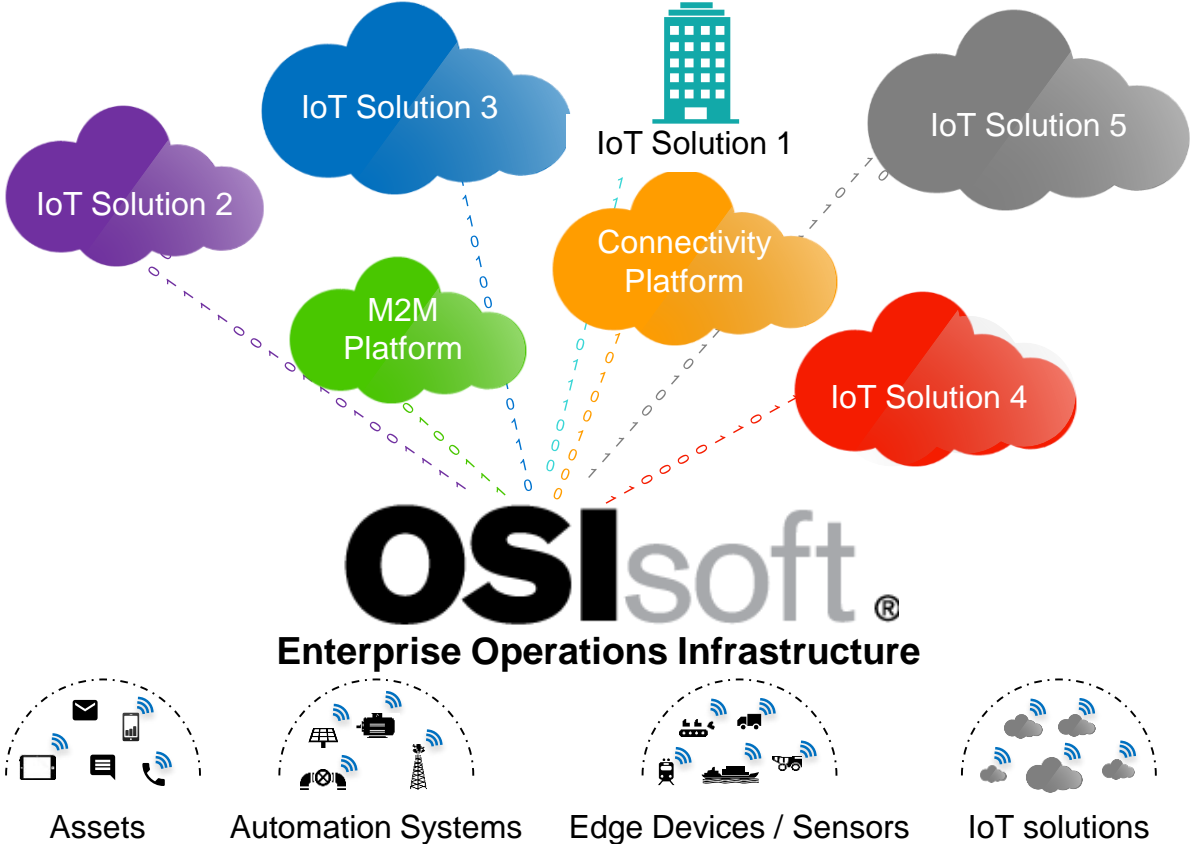 IoT Solution 3
IoT Solution 1
IoT Solution 5
IoT Solution 2
Connectivity
Platform
M2M
Platform
IoT Solution 4
OSIsoft®
Enterprise Operations Infrastructure
Assets
Automation Systems
Edge Devices / Sensors
IoT solutions